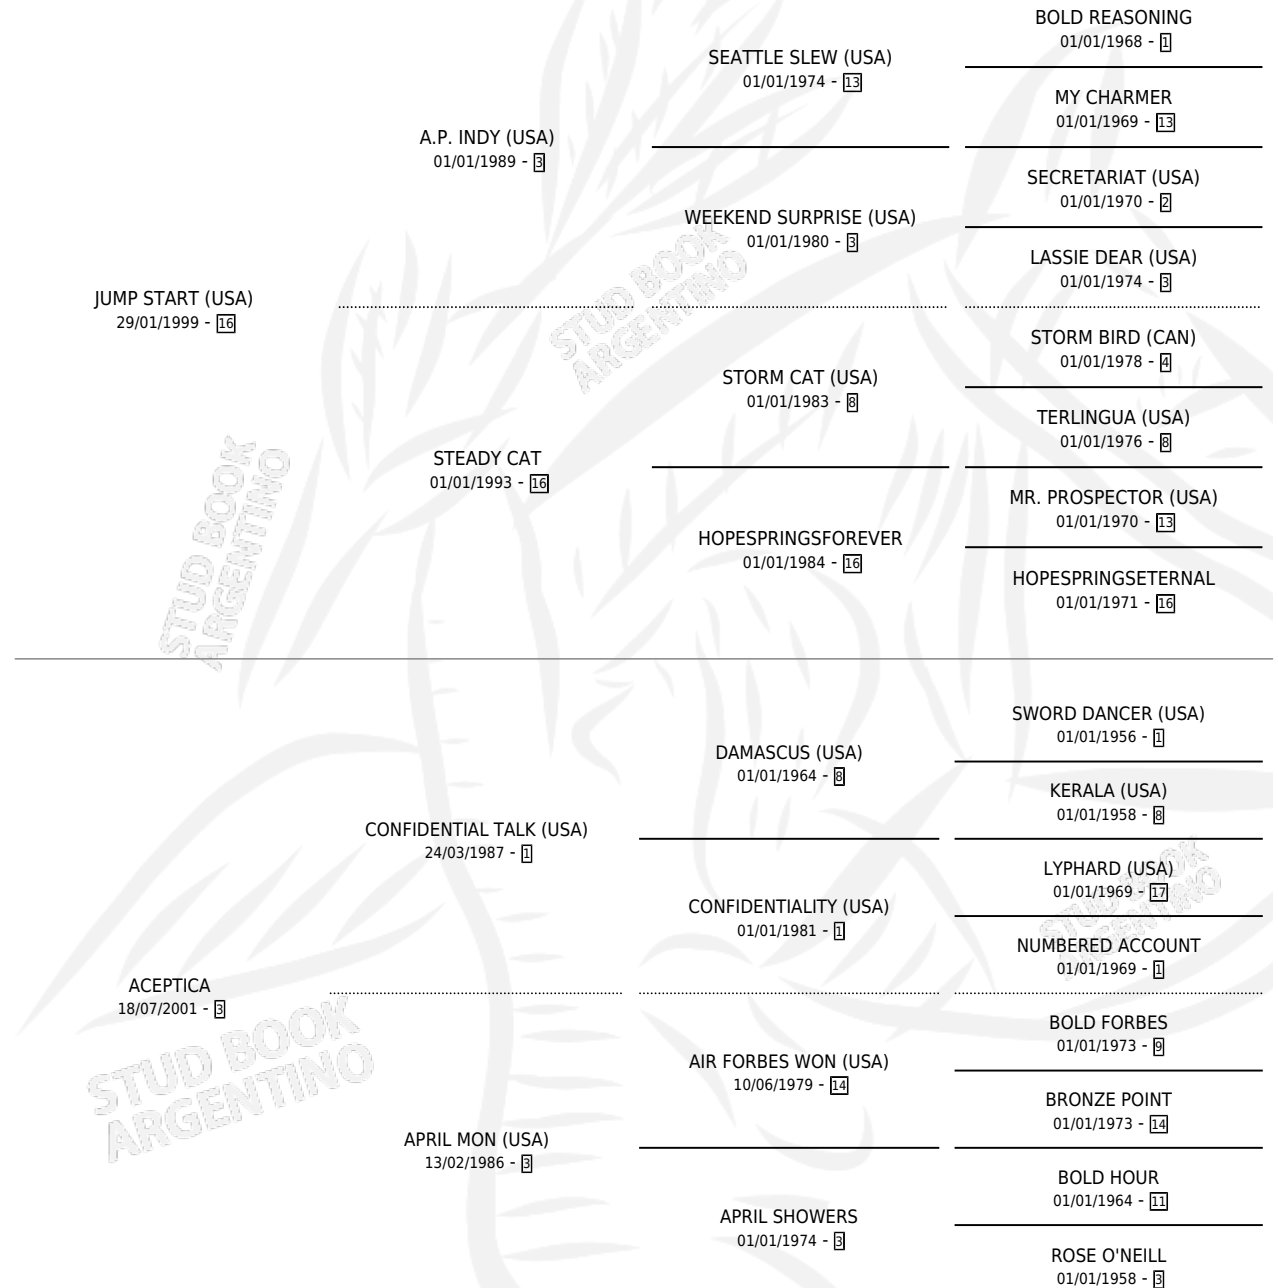 BOLD REASONING
01/01/1968 - 1
SEATTLE SLEW (USA)
01/01/1974 - 13
MY CHARMER
01/01/1969 - 13
A.P. INDY (USA)
01/01/1989 - 3
SECRETARIAT (USA)
01/01/1970 - 2
WEEKEND SURPRISE (USA)
01/01/1980 - 3
LASSIE DEAR (USA)
01/01/1974 - 3
JUMP START (USA)
29/01/1999 - 16
STORM BIRD (CAN)
01/01/1978 - 4
STORM CAT (USA)
01/01/1983 - 8
TERLINGUA (USA)
01/01/1976 - 8
STEADY CAT
01/01/1993 - 16
MR. PROSPECTOR (USA)
01/01/1970 - 13
HOPESPRINGSFOREVER
01/01/1984 - 16
HOPESPRINGSETERNAL
01/01/1971 - 16
SWORD DANCER (USA)
01/01/1956 - 1
DAMASCUS (USA)
01/01/1964 - 8
KERALA (USA)
01/01/1958 - 8
CONFIDENTIAL TALK (USA)
24/03/1987 - 1
LYPHARD (USA)
01/01/1969 - 17
CONFIDENTIALITY (USA)
01/01/1981 - 1
NUMBERED ACCOUNT
01/01/1969 - 1
ACEPTICA
18/07/2001 - 3
BOLD FORBES
01/01/1973 - 9
AIR FORBES WON (USA)
10/06/1979 - 14
BRONZE POINT
01/01/1973 - 14
APRIL MON (USA)
13/02/1986 - 3
BOLD HOUR
01/01/1964 - 11
APRIL SHOWERS
01/01/1974 - 3
ROSE O'NEILL
01/01/1958 - 3
STUD BOOK
ARGENTINO
STUD BOOK
ARGENTINO
STUD BOOK
ARGENTINO
STUD BOOK
ARGENTINO